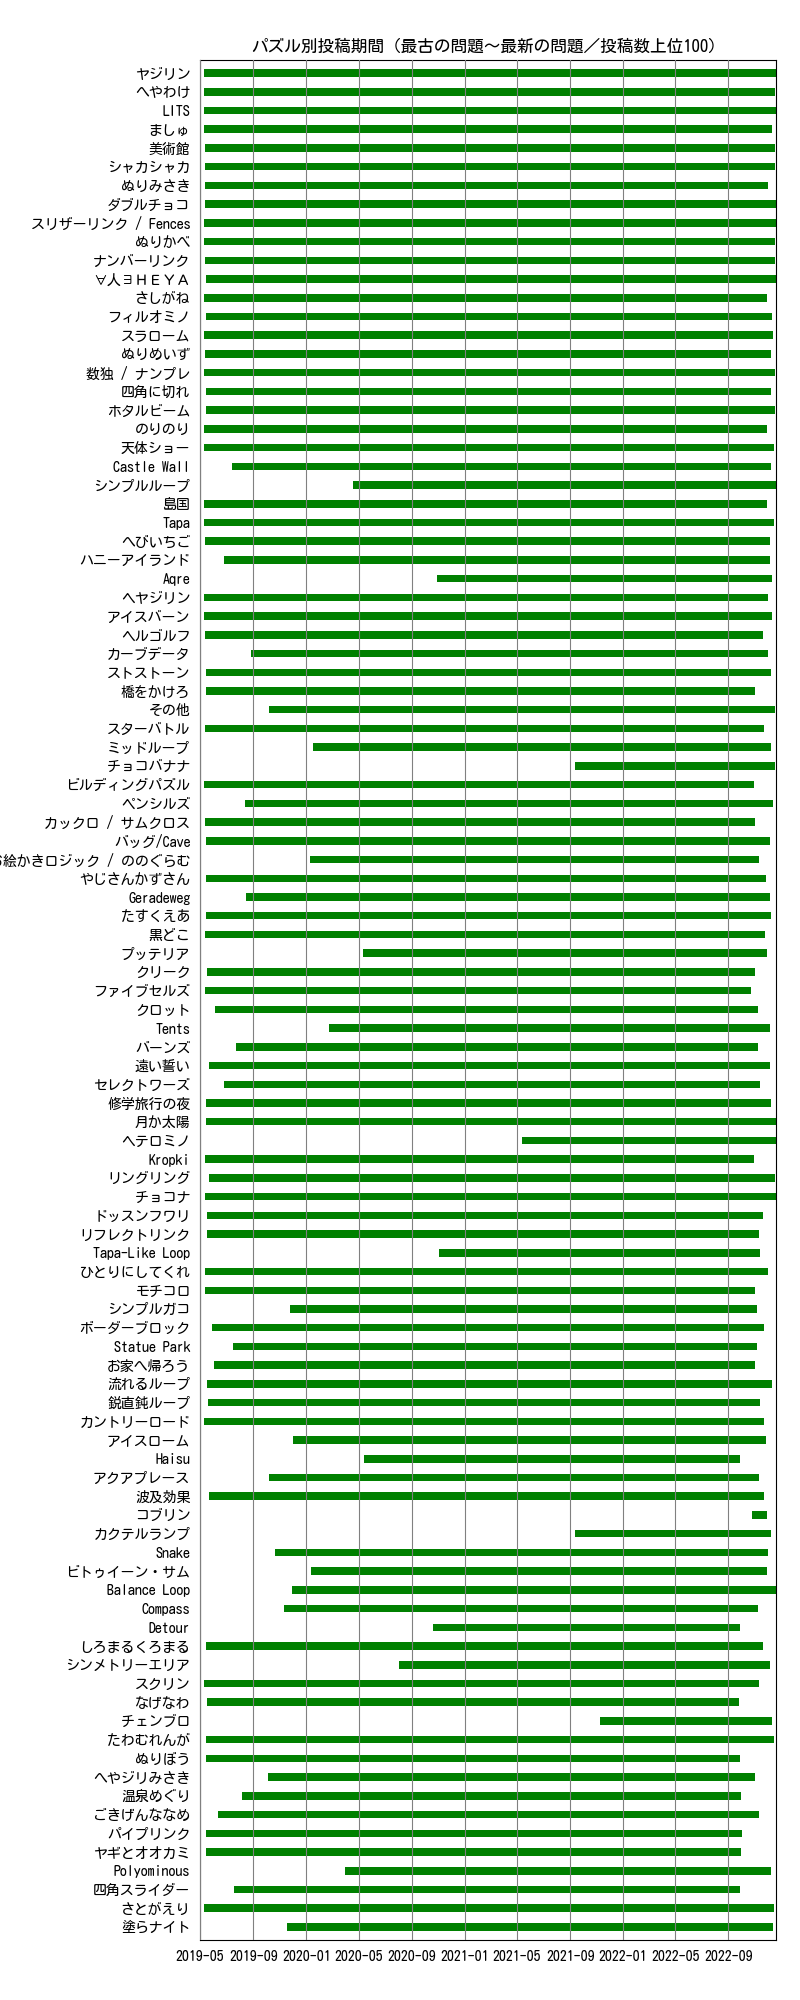 パズル別投稿期間（最古の問題～最新の問題／投稿数上位100）
ヤジリン
へやわけ
LITS
ましゅ
美術館
シャカシャカ
ぬりみさき
ダブルチョコ
スリザーリンク / Fences
ぬりかべ
ナンバーリンク
∀人∃ＨＥＹＡ
さしがね
フィルオミノ
スラローム
ぬりめいず
数独 / ナンプレ
四角に切れ
ホタルビーム
のりのり
天体ショー
Castle Wall
シンプルループ
島国
Tapa
へびいちご
ハニーアイランド
Aqre
ヘヤジリン
アイスバーン
ヘルゴルフ
カーブデータ
ストストーン
橋をかけろ
その他
スターバトル
ミッドループ
チョコバナナ
ビルディングパズル
ペンシルズ
カックロ / サムクロス
バッグ/Cave
絵かきロジック / ののぐらむ
やじさんかずさん
Geradeweg
たすくえあ
黒どこ
プッテリア
クリーク
ファイブセルズ
クロット
Tents
バーンズ
遠い誓い
セレクトワーズ
修学旅行の夜
月か太陽
ヘテロミノ
Kropki
リングリング
チョコナ
ドッスンフワリ
リフレクトリンク
Tapa-Like Loop
ひとりにしてくれ
モチコロ
シンプルガコ
ボーダーブロック
Statue Park
お家へ帰ろう
流れるループ
鋭直鈍ループ
カントリーロード
アイスローム
Haisu
アクアプレース
波及効果
コブリン
カクテルランプ
Snake
ビトゥイーン・サム
Balance Loop
Compass
Detour
しろまるくろまる
シンメトリーエリア
スクリン
なげなわ
チェンブロ
たわむれんが
ぬりぼう
へやジリみさき
温泉めぐり
ごきげんななめ
パイプリンク
ヤギとオオカミ
Polyominous
四角スライダー
さとがえり
塗らナイト
2019-05 2019-09 2020-01 2020-05 2020-09 2021-01 2021-05 2021-09 2022-01 2022-05 2022-09